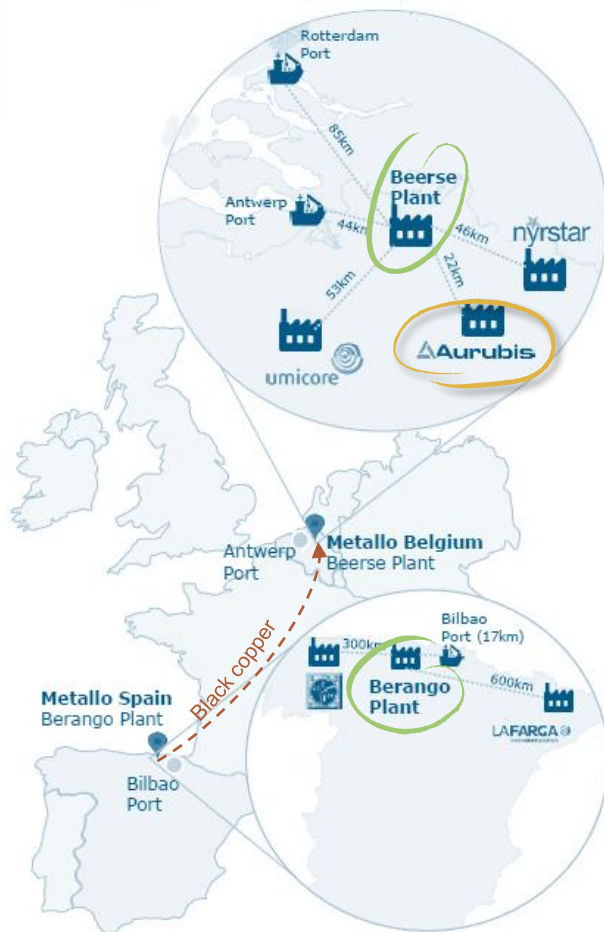 Rotterdam
Port
85km
Beerse
Plant
Antwerp
Port
44km
46km
nyrstar
22km
53km
Aurubis
umicore
Antwerp
Port
Metallo Belgium
Beerse Plant
Black copper
Bilbao
Port (17km)
300km
Berango
Plant
600km
LAFARGA
Metallo Spain
Berango Plant
Bilbao
Port